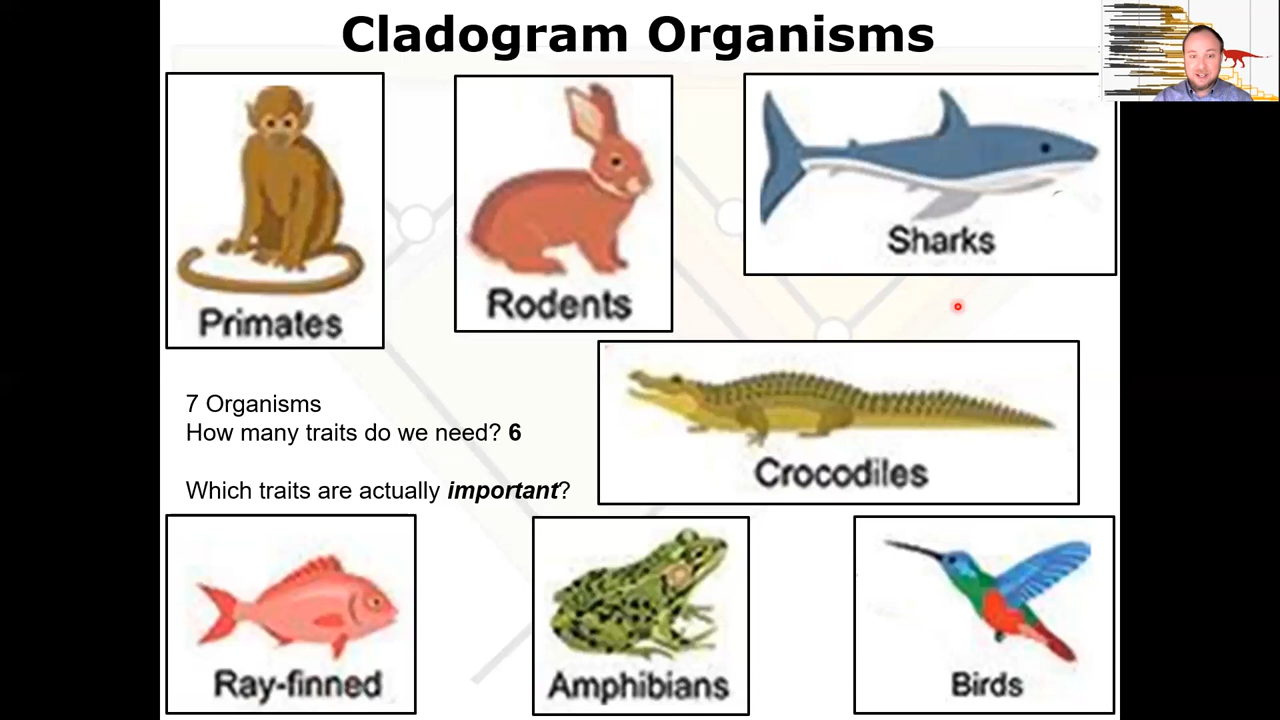 Cladogram Organisms
Primates
Rodents
Sharks
7 Organisms
How many traits do we need? 6
Which traits are actually important?
Crocodiles
Ray-finned
Amphibians
Birds